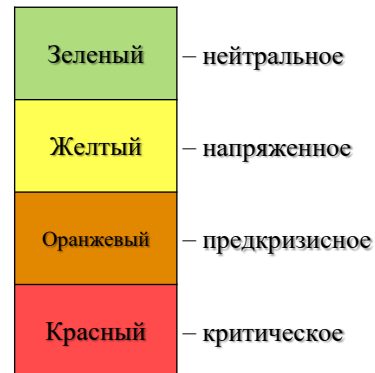 Зеленый – нейтральное
Желтый – напряженное
Оранжевый – предкризисное
Красный – критическое